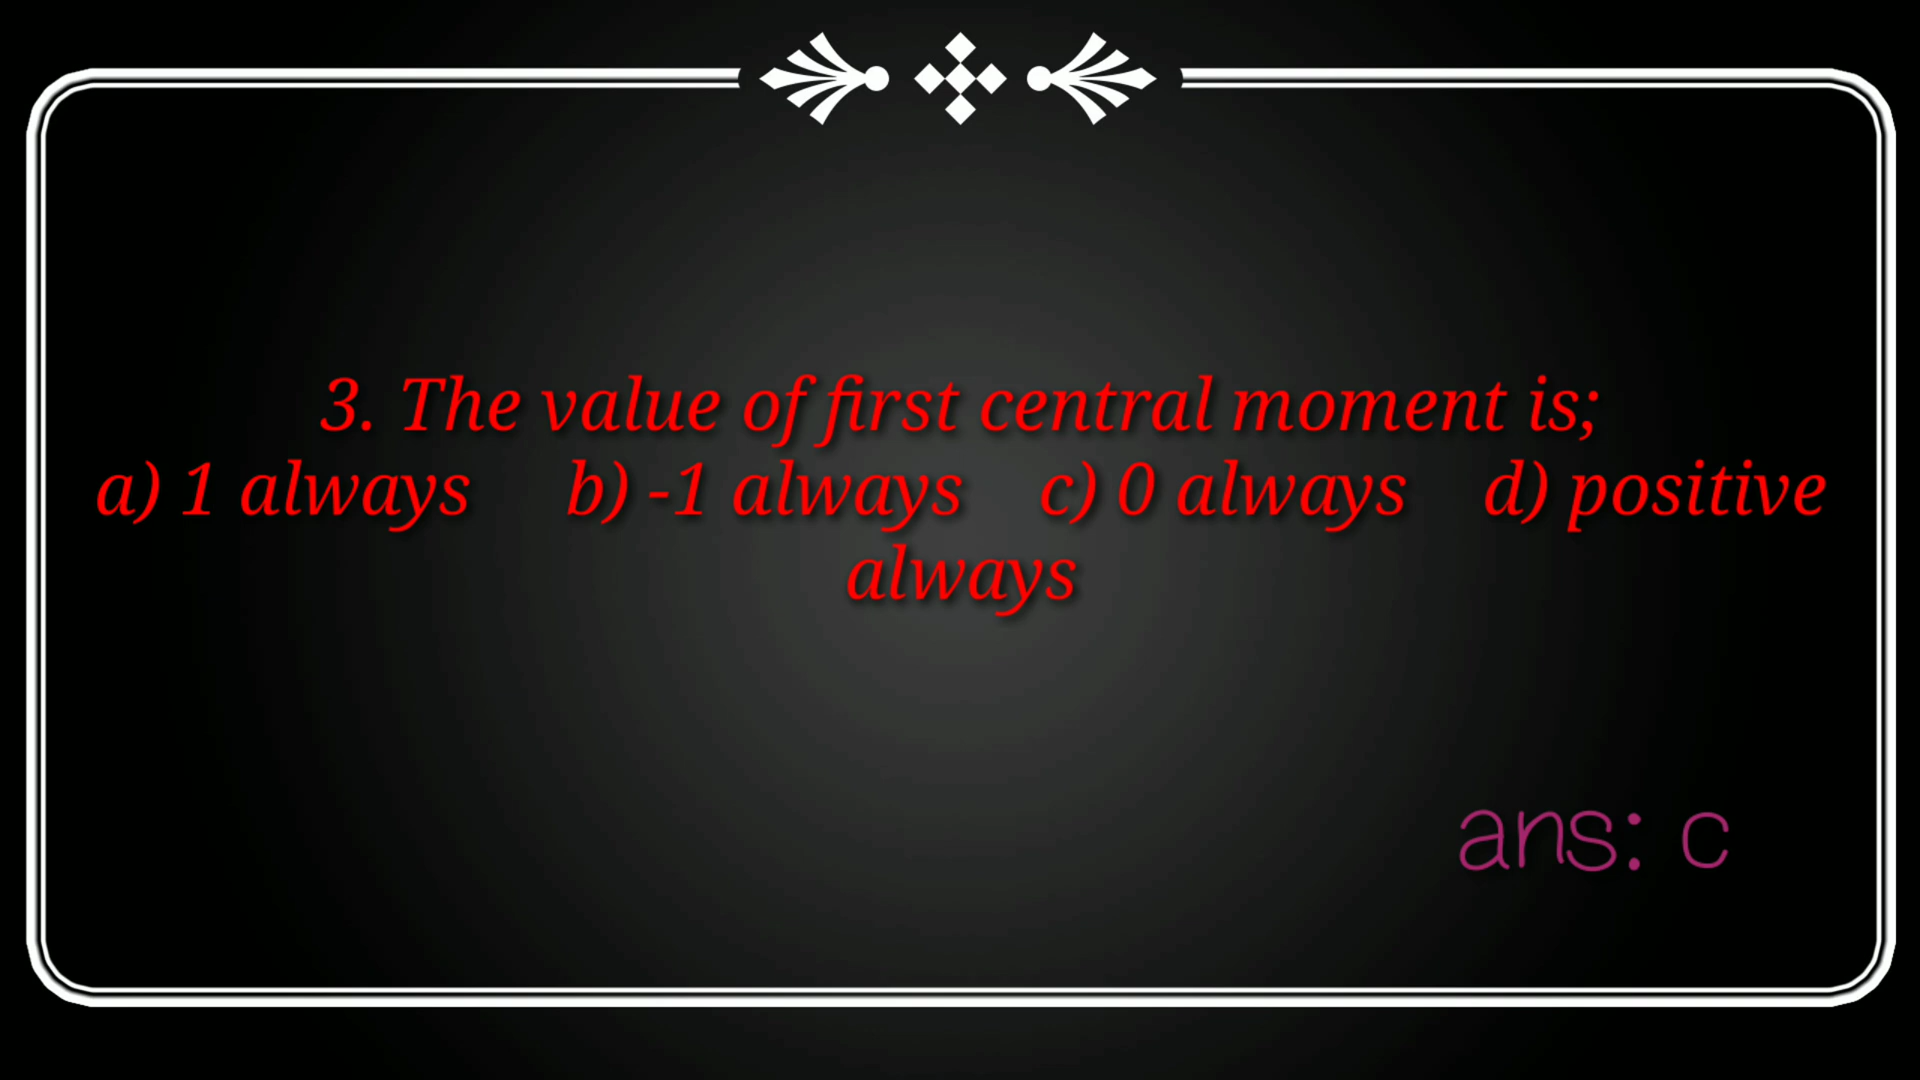 3. The value of first central moment is;
a) 1 always b) -1 always c) 0 always d) positive
always
ans: c